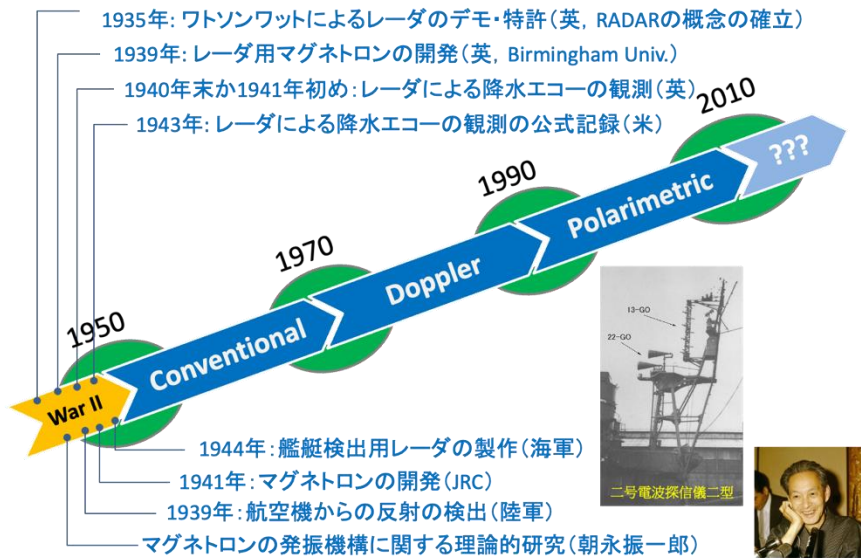 1935年: ワトソンワットによるレーダのデモ・特許(英, RADARの概念の確立)
1939年: レーダ用マグネトロンの開発(英, Birmingham Univ.)
1940年末か1941年初め: レーダによる降水エコーの観測(英)
1943年: レーダによる降水エコーの観測の公式記録(米)
2010
???
1990
Polarimetric
1970
Doppler
1950
Conventional
War II
13-GO
22-GO
二号電波探信儀二型
1944年: 艦艇検出用レーダの製作(海軍)
1941年: マグネトロンの開発(JRC)
1939年: 航空機からの反射の検出(陸軍)
マグネトロンの発振機構に関する理論的研究(朝永振一郎)